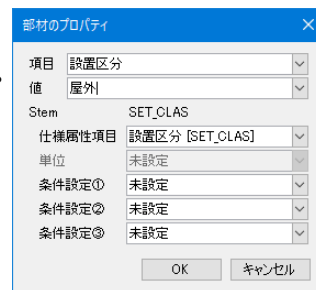 部材のプロパティ
項目 設置区分
値 屋外
Stem SET_CLAS
仕様属性項目 設置区分 [SET_CLAS]
単位 未設定
条件設定① 未設定
条件設定② 未設定
条件設定③ 未設定
OK キャンセル